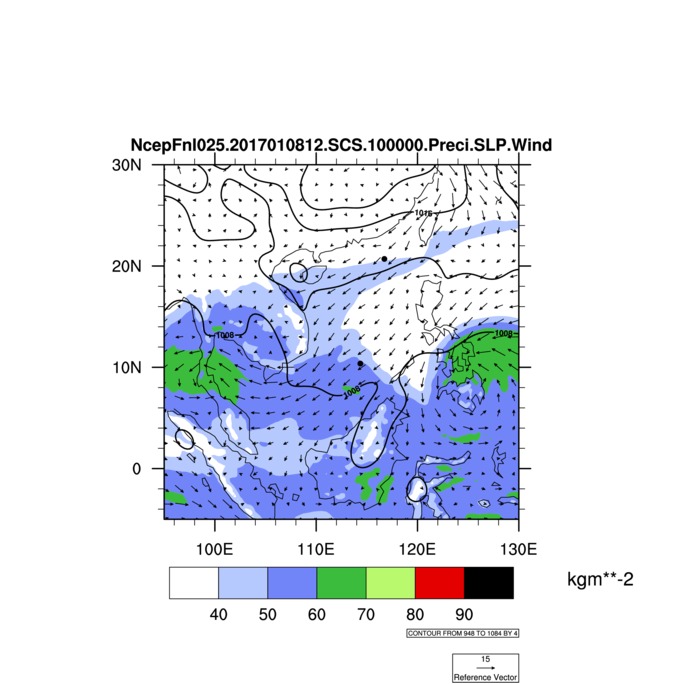 NcepFnl025.2017010812.SCS.100000.Preci.SLP.Wind
30N
1016
20N
1008
1008
10N
1008
0
100E 110E 120E 130E
kgm**-2
40 50 60 70 80 90
CONTOUR FROM 948 TO 1084 BY 4
15
Reference Vector